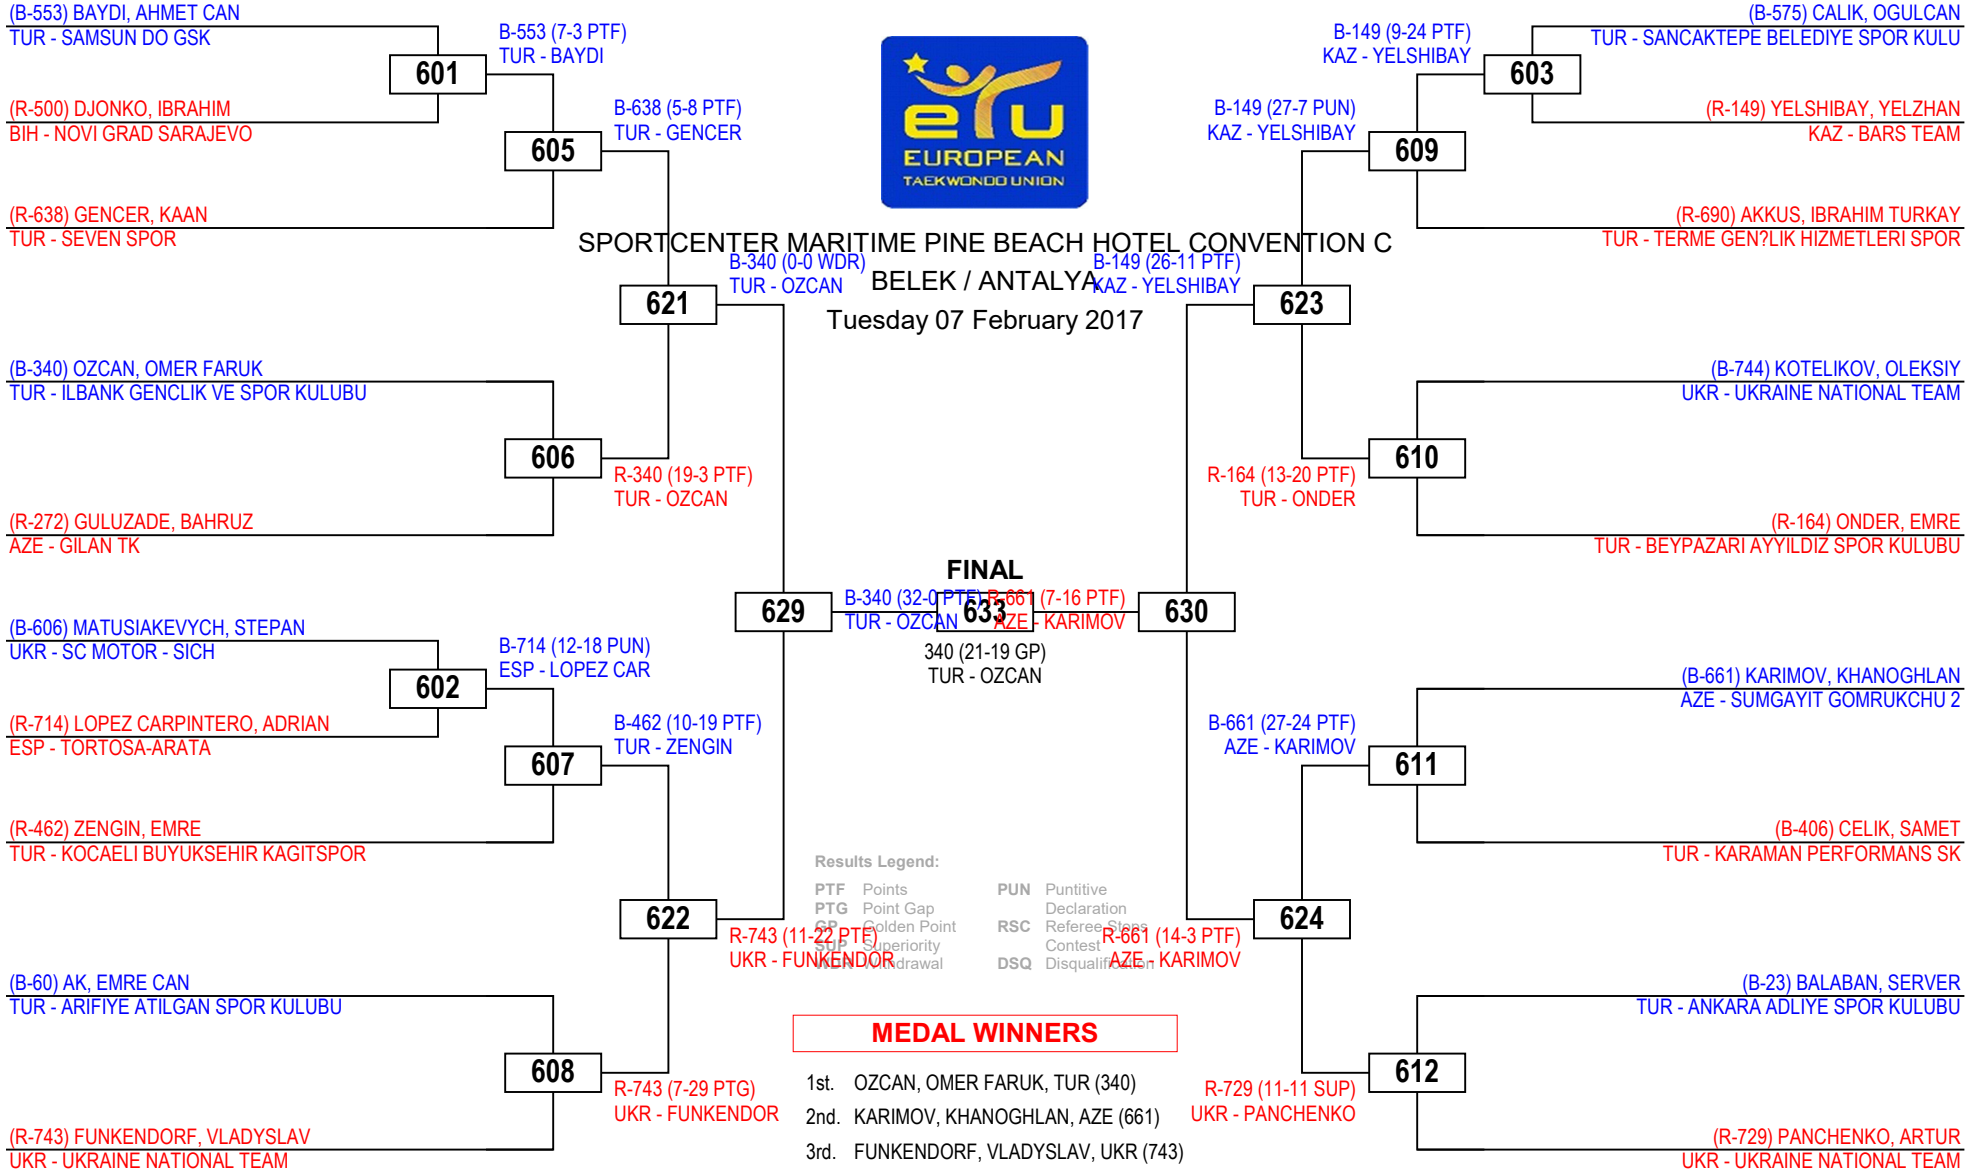 (B-553) BAYDI, AHMET CAN
TUR - SAMSUN DO GSK
601
(R-500) DJONKO, IBRAHIM
BIH - NOVI GRAD SARAJEVO
B-553 (7-3 PTF)
TUR - BAYDI
605
(R-638) GENCER, KAAN
TUR - SEVEN SPOR
B-638 (5-8 PTF)
TUR - GENCER
621
(B-340) OZCAN, OMER FARUK
TUR - ILBANK GENCLIK VE SPOR KULUBU
606
(R-272) GULUZADE, BAHRUZ
AZE - GILAN TK
R-340 (19-3 PTF)
TUR - OZCAN
B-340 (0-0 WDR)
TUR - OZCAN
629
(B-606) MATUSIAKEVYCH, STEPAN
UKR - SC MOTOR - SICH
602
(R-714) LOPEZ CARPINTERO, ADRIAN
ESP - TORTOSA-ARATA
B-714 (12-18 PUN)
ESP - LOPEZ CAR
607
(R-462) ZENGIN, EMRE
TUR - KOCAELI BUYUKSEHIR KAGITSPOR
B-462 (10-19 PTF)
TUR - ZENGIN
622
(B-60) AK, EMRE CAN
TUR - ARIFIYE ATILGAN SPOR KULUBU
608
(R-743) FUNKENDORF, VLADYSLAV
UKR - UKRAINE NATIONAL TEAM
R-743 (7-29 PTG)
UKR - FUNKENDOR
R-743 (11-22 PTF)
UKR - FUNKENDOR
eTu
EUROPEAN
TAEKWONDO UNION
SPORTCENTER MARITIME PINE BEACH HOTEL CONVENTION C
BELEK / ANTALYA
Tuesday 07 February 2017
FINAL
B-340 (32-0 PTF)
TUR - OZCAN
633
R-661 (7-16 PTF)
AZE - KARIMOV
340 (21-19 GP)
TUR - OZCAN
Results Legend:
PTF Points
PTG Point Gap
GP Golden Point
SUP Superiority
WDR Withdrawal
PUN Puntitive
Declaration
RSC Referee Stops
Contest
DSQ Disqualification
MEDAL WINNERS
1st. OZCAN, OMER FARUK, TUR (340)
2nd. KARIMOV, KHANOGHLAN, AZE (661)
3rd. FUNKENDORF, VLADYSLAV, UKR (743)
(B-575) CALIK, OGULCAN
TUR - SANCAKTEPE BELEDIYE SPOR KULU
603
(R-149) YELSHIBAY, YELZHAN
KAZ - BARS TEAM
B-149 (9-24 PTF)
KAZ - YELSHIBAY
609
(R-690) AKKUS, IBRAHIM TURKAY
TUR - TERME GEN?LIK HIZMETLERI SPOR
B-149 (27-7 PUN)
KAZ - YELSHIBAY
623
(B-744) KOTELIKOV, OLEKSIY
UKR - UKRAINE NATIONAL TEAM
610
(R-164) ONDER, EMRE
TUR - BEYPAZARI AYYILDIZ SPOR KULUBU
R-164 (13-20 PTF)
TUR - ONDER
B-149 (26-11 PTF)
KAZ - YELSHIBAY
630
(B-661) KARIMOV, KHANOGHLAN
AZE - SUMGAYIT GOMRUKCHU 2
611
(B-406) CELIK, SAMET
TUR - KARAMAN PERFORMANS SK
B-661 (27-24 PTF)
AZE - KARIMOV
624
(B-23) BALABAN, SERVER
TUR - ANKARA ADLIYE SPOR KULUBU
612
(R-729) PANCHENKO, ARTUR
UKR - UKRAINE NATIONAL TEAM
R-729 (11-11 SUP)
UKR - PANCHENKO
R-661 (14-3 PTF)
AZE - KARIMOV